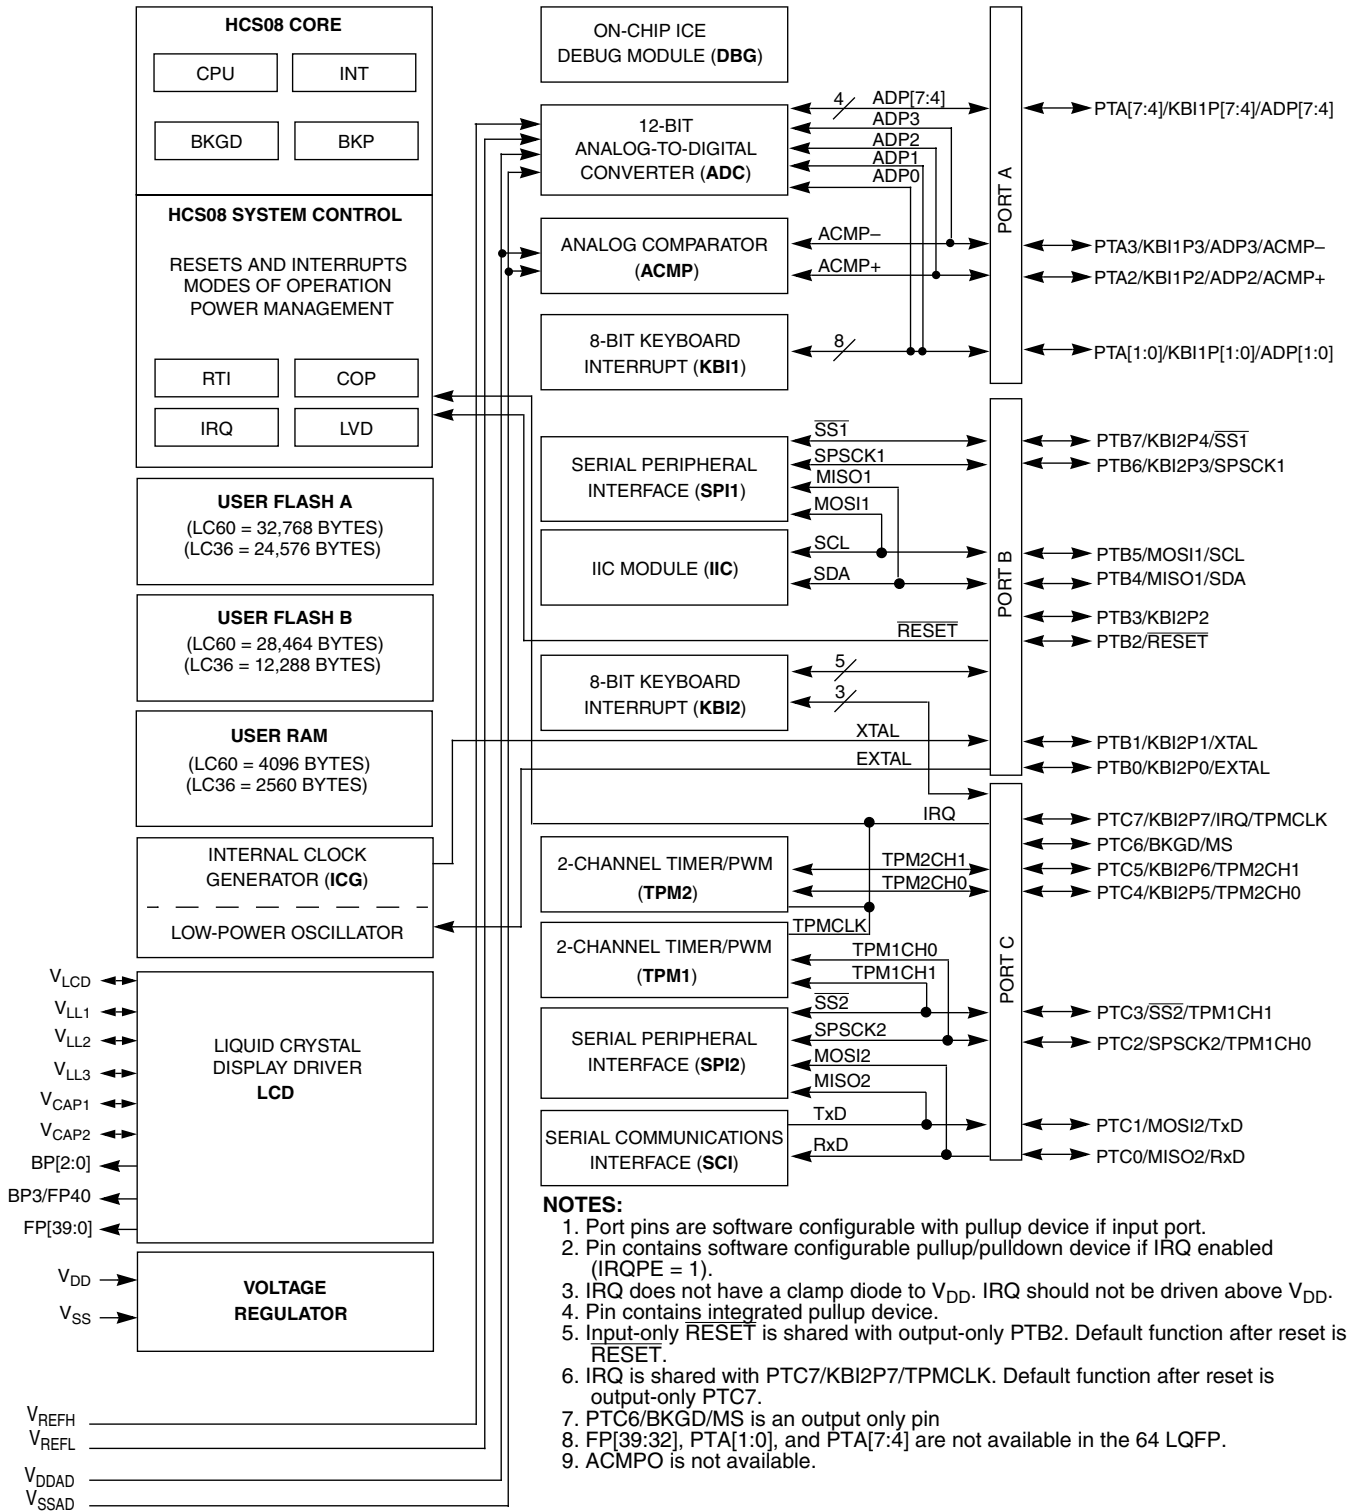 HCS08 CORE
CPU
INT
BKGD
BKP
HCS08 SYSTEM CONTROL
RESETS AND INTERRUPTS
MODES OF OPERATION
POWER MANAGEMENT
RTI
COP
IRQ
LVD
USER FLASH A
(LC60 = 32,768 BYTES)
(LC36 = 24,576 BYTES)
USER FLASH B
(LC60 = 28,464 BYTES)
(LC36 = 12,288 BYTES)
USER RAM
(LC60 = 4096 BYTES)
(LC36 = 2560 BYTES)
INTERNAL CLOCK
GENERATOR (ICG)
LOW-POWER OSCILLATOR
VLCD
VLL1
VLL2
VLL3
VCAP1
VCAP2
BP[2:0]
BP3/FP40
FP[39:0]
LIQUID CRYSTAL
DISPLAY DRIVER
LCD
VDD
VSS
VOLTAGE
REGULATOR
VREFH
VREFL
VDDAD
VSSAD
ON-CHIP ICE
DEBUG MODULE (DBG)
12-BIT
ANALOG-TO-DIGITAL
CONVERTER (ADC)
4
ADP[7:4]
ADP3
ADP2
ADP1
ADP0
ANALOG COMPARATOR
(ACMP)
ACMP–
ACMP+
8-BIT KEYBOARD
INTERRUPT (KBI1)
8
PORT A
PTA[7:4]/KBI1P[7:4]/ADP[7:4]
PTA3/KBI1P3/ADP3/ACMP–
PTA2/KBI1P2/ADP2/ACMP+
PTA[1:0]/KBI1P[1:0]/ADP[1:0]
SERIAL PERIPHERAL
INTERFACE (SPI1)
SS1
SPSCK1
MISO1
MOSI1
IIC MODULE (IIC)
SCL
SDA
RESET
8-BIT KEYBOARD
INTERRUPT (KBI2)
5
3
XTAL
EXTAL
PORT B
PTB7/KBI2P4/SS1
PTB6/KBI2P3/SPSCK1
PTB5/MOSI1/SCL
PTB4/MISO1/SDA
PTB3/KBI2P2
PTB2/RESET
PTB1/KBI2P1/XTAL
PTB0/KBI2P0/EXTAL
IRQ
2-CHANNEL TIMER/PWM
(TPM2)
TPM2CH1
TPM2CH0
TPMCLK
2-CHANNEL TIMER/PWM
(TPM1)
TPM1CH0
TPM1CH1
SERIAL PERIPHERAL
INTERFACE (SPI2)
SS2
SPSCK2
MOSI2
MISO2
SERIAL COMMUNICATIONS
INTERFACE (SCI)
TxD
RxD
PORT C
PTC7/KBI2P7/IRQ/TPMCLK
PTC6/BKGD/MS
PTC5/KBI2P6/TPM2CH1
PTC4/KBI2P5/TPM2CH0
PTC3/SS2/TPM1CH1
PTC2/SPSCK2/TPM1CH0
PTC1/MOSI2/TxD
PTC0/MISO2/RxD
NOTES:
1. Port pins are software configurable with pullup device if input port.
2. Pin contains software configurable pullup/pulldown device if IRQ enabled
(IRQPE = 1).
3. IRQ does not have a clamp diode to VDD. IRQ should not be driven above VDD.
4. Pin contains integrated pullup device.
5. Input-only RESET is shared with output-only PTB2. Default function after reset is
RESET.
6. IRQ is shared with PTC7/KBI2P7/TPMCLK. Default function after reset is
output-only PTC7.
7. PTC6/BKGD/MS is an output only pin
8. FP[39:32], PTA[1:0], and PTA[7:4] are not available in the 64 LQFP.
9. ACMPO is not available.